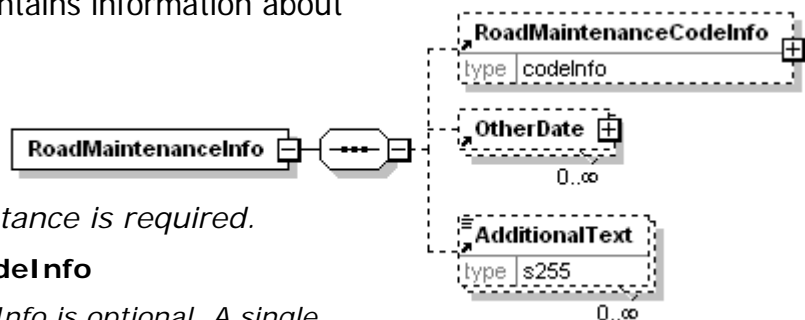 ntains information about
RoadMaintenanceCodeInfo
type codeInfo
RoadMaintenanceInfo
OtherDate
0..∞
tance is required.
AdditionalText
type s255
deInfo
Info is optional. A single
0..∞